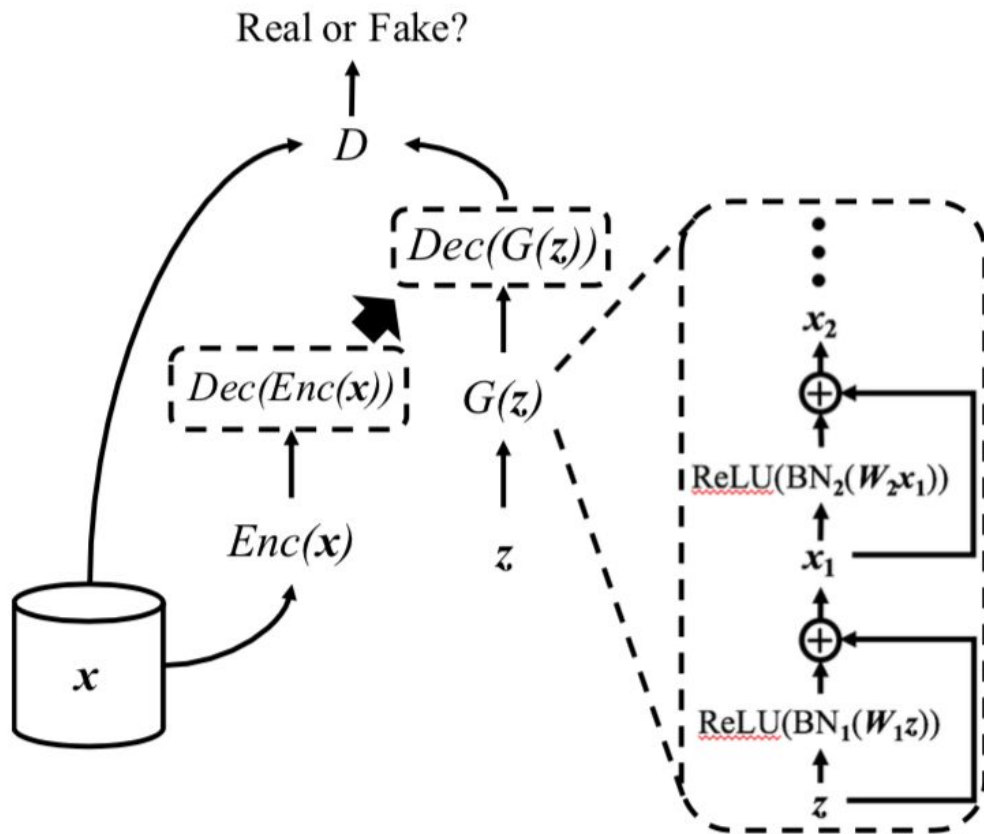 Real or Fake?
D
Dec(G(z))
Dec(Enc(x))
G(z)
Enc(x)
z
x
x₂
ReLU(BN₂(W₂x₁))
x₁
ReLU(BN₁(W₁z))
z